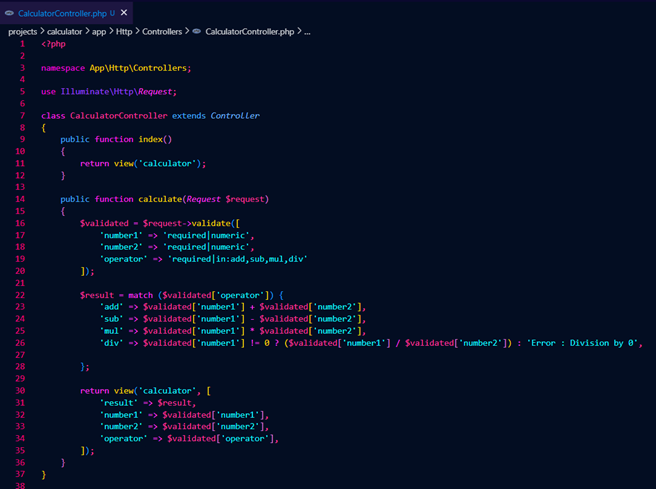 CalculatorController.php U ×
projects > calculator > app > Http > Controllers > CalculatorController.php > ...
1 <?php
2
3 namespace App\Http\Controllers;
4
5 use Illuminate\Http\Request;
6
7 class CalculatorController extends Controller
8 {
9     public function index()
10     {
11         return view('calculator');
12     }
13
14     public function calculate(Request $request)
15     {
16         $validated = $request->validate([
17             'number1' => 'required|numeric',
18             'number2' => 'required|numeric',
19             'operator' => 'required|in:add,sub,mul,div'
20         ]);
21
22         $result = match ($validated['operator']) {
23             'add' => $validated['number1'] + $validated['number2'],
24             'sub' => $validated['number1'] - $validated['number2'],
25             'mul' => $validated['number1'] * $validated['number2'],
26             'div' => $validated['number1'] != 0 ? ($validated['number1'] / $validated['number2']) : 'Error : Division by 0',
27
28         };
29
30         return view('calculator', [
31             'result' => $result,
32             'number1' => $validated['number1'],
33             'number2' => $validated['number2'],
34             'operator' => $validated['operator'],
35         ]);
36     }
37 }
38